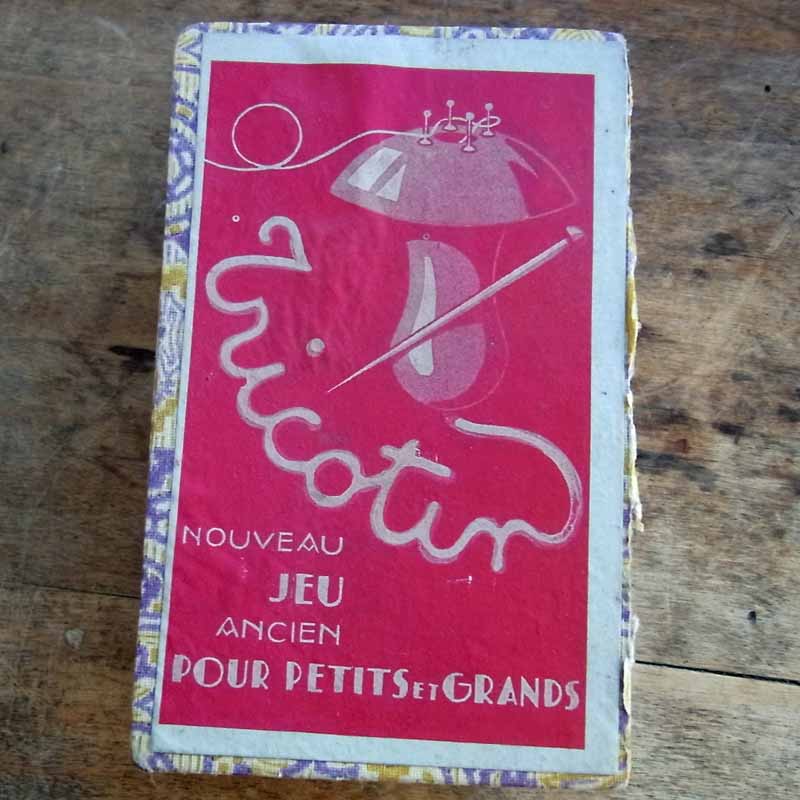 Tricotin
NOUVEAU
JEU
ANCIEN
POUR PETITS ET GRANDS